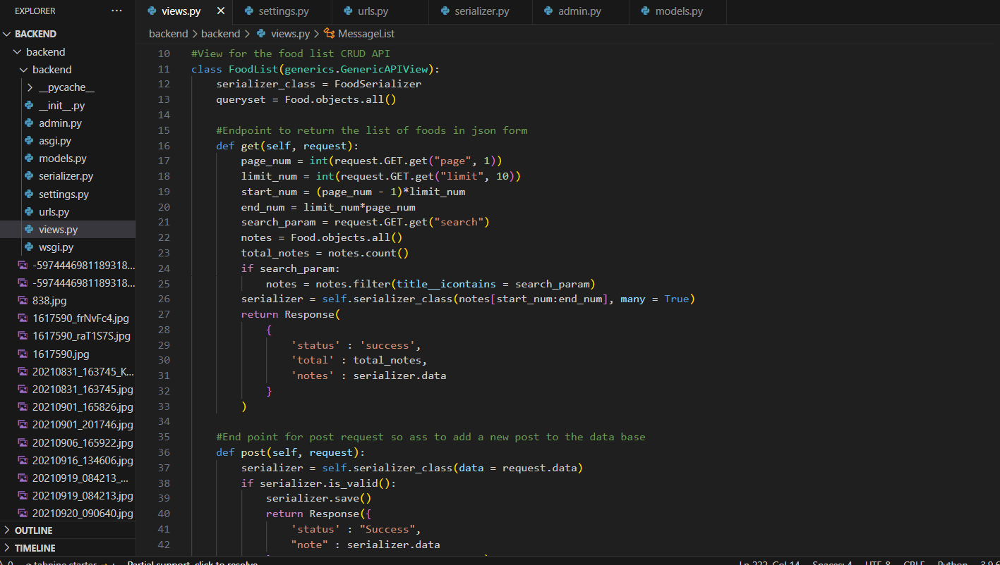 EXPLORER ...
BACKEND
backend
backend
__pycache__
__init__.py
admin.py
asgi.py
models.py
serializer.py
settings.py
urls.py
views.py
wsgi.py
-5974446981189318...
-5974446981189318...
838.jpg
1617590_frNvFc4.jpg
1617590_raT1S7S.jpg
1617590.jpg
20210831_163745_K...
20210831_163745.jpg
20210901_165826.jpg
20210901_201746.jpg
20210906_165922.jpg
20210916_134606.jpg
20210919_084213_...
20210919_084213.jpg
20210920_090640.jpg
OUTLINE
TIMELINE
views.py settings.py urls.py serializer.py admin.py models.py
backend > backend > views.py > MessageList
10 #View for the food list CRUD API
11 class FoodList(generics.GenericAPIView):
12 serializer_class = FoodSerializer
13 queryset = Food.objects.all()
14
15 #Endpoint to return the list of foods in json form
16 def get(self, request):
17 page_num = int(request.GET.get("page", 1))
18 limit_num = int(request.GET.get("limit", 10))
19 start_num = (page_num - 1)*limit_num
20 end_num = limit_num*page_num
21 search_param = request.GET.get("search")
22 notes = Food.objects.all()
23 total_notes = notes.count()
24 if search_param:
25 notes = notes.filter(title__icontains = search_param)
26 serializer = self.serializer_class(notes[start_num:end_num], many = True)
27 return Response(
28 {
29 'status' : 'success',
30 'total' : total_notes,
31 'notes' : serializer.data
32 }
33 )
34
35 #End point for post request so ass to add a new post to the data base
36 def post(self, request):
37 serializer = self.serializer_class(data = request.data)
38 if serializer.is_valid():
39 serializer.save()
40 return Response({
41 'status' : "Success",
42 "note" : serializer.data
tabnine starter Partial support, click to resolve Ln 222, Col 14 Spaces: 4 UTF-8 CRLF Python